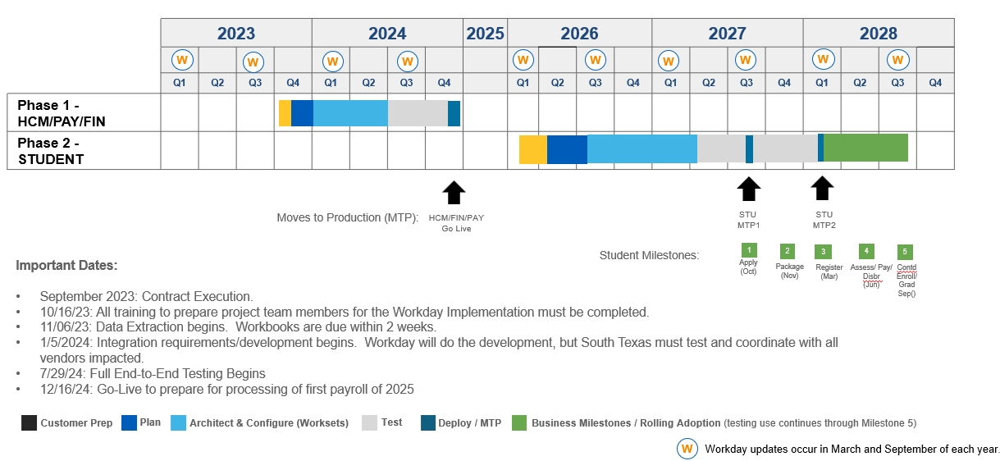 2023 2024 2025 2026 2027 2028
W W W W W W W W W W
Q1 Q2 Q3 Q4 Q1 Q2 Q3 Q4 Q1 Q2 Q3 Q4 Q1 Q2 Q3 Q4 Q1 Q2 Q3 Q4
Phase 1 -
HCM/PAY/FIN
Phase 2 -
STUDENT
Moves to Production (MTP):
HCM/FIN/PAY
Go Live
STU
MTP1
STU
MTP2
Student Milestones:
1
Apply
(Oct)
2
Package
(Nov)
3
Register
(Mar)
4
Assess/ Pay/
Disbr
(Jun)
5
Contd
Enroll/
Grad
Sep()
Important Dates:
• September 2023: Contract Execution.
• 10/16/23: All training to prepare project team members for the Workday Implementation must be completed.
• 11/06/23: Data Extraction begins.  Workbooks are due within 2 weeks.
• 1/5/2024: Integration requirements/development begins.  Workday will do the development, but South Texas must test and coordinate with all
vendors impacted.
• 7/29/24: Full End-to-End Testing Begins
• 12/16/24: Go-Live to prepare for processing of first payroll of 2025
Customer Prep Plan Architect & Configure (Worksets) Test Deploy / MTP Business Milestones / Rolling Adoption (testing use continues through Milestone 5)
W Workday updates occur in March and September of each year.